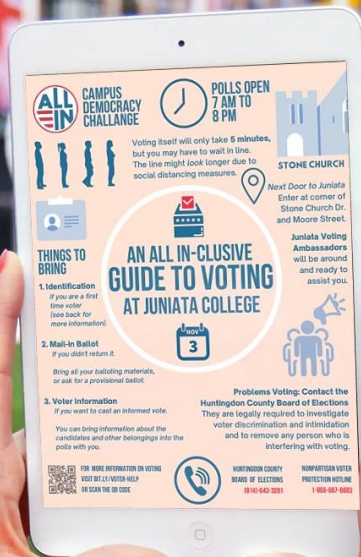 ALL
IN
CAMPUS
DEMOCRACY
CHALLANGE
POLLS OPEN
7 AM TO
8 PM
Voting itself will only take 5 minutes,
but you may have to wait in line.
The line might look longer due to
social distancing measures.
STONE CHURCH
Next Door to Juniata
Enter at corner of
Stone Church Dr.
and Moore Street.
Juniata Voting
Ambassadors
will be around
and ready to
assist you.
THINGS TO
BRING
1. Identification
If you are a first
time voter
(see back for
more information).
2. Mail-in Ballot
If you didn't return it.
Bring all your balloting materials,
or ask for a provisional ballot.
3. Voter Information
If you want to cast an informed vote.
You can bring information about the
candidates and other belongings into the
polls with you.
AN ALL IN-CLUSIVE
GUIDE TO VOTING
AT JUNIATA COLLEGE
NOV
3
Problems Voting: Contact the
Huntingdon County Board of Elections
They are legally required to investigate
voter discrimination and intimidation
and to remove any person who is
interfering with voting.
FOR MORE INFORMATION ON VOTING
VISIT BIT.LY/VOTER-HELP
OR SCAN THE QR CODE
HUNTINGDON COUNTY
BOARD OF ELECTIONS
(814)-643-3091
NONPARTISAN VOTER
PROTECTION HOTLINE